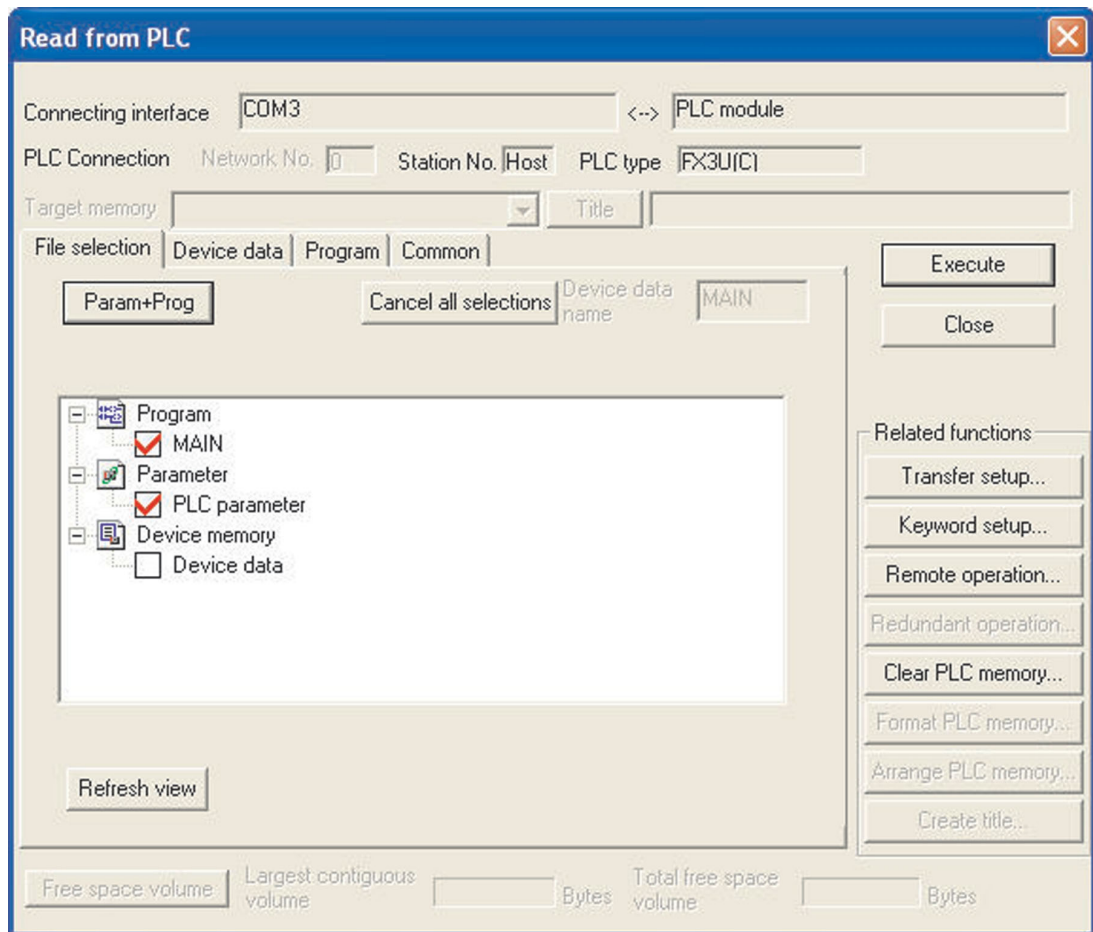 Read from PLC
Connecting interface COM3 <--> PLC module
PLC Connection Network No. 0 Station No. Host PLC type FX3U(C)
Target memory Title
File selection Device data Program Common
Execute
Param+Prog Cancel all selections Device data name MAIN
Close
Program
MAIN
Parameter
PLC parameter
Device memory
Device data
Related functions
Transfer setup...
Keyword setup...
Remote operation...
Redundant operation...
Clear PLC memory...
Format PLC memory...
Arrange PLC memory...
Create title...
Refresh view
Free space volume Largest contiguous volume Bytes Total free space volume Bytes